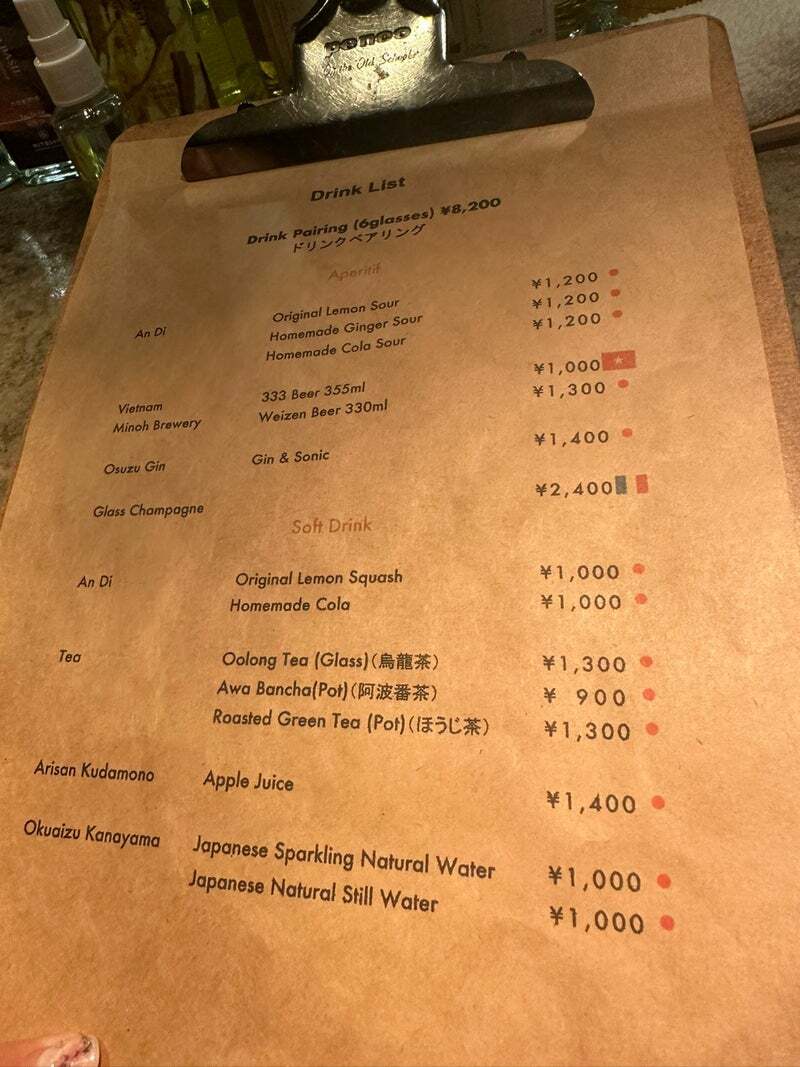 penco
Drink List
Drink Pairing (6glasses) ¥8,200
ドリンクペアリング
Aperitif
An Di Original Lemon Sour ¥1,200
Homemade Ginger Sour ¥1,200
Homemade Cola Sour ¥1,200
Vietnam 333 Beer 355ml ¥1,000
Minoh Brewery Weizen Beer 330ml ¥1,300
Osuzu Gin Gin & Sonic ¥1,400
Glass Champagne ¥2,400
Soft Drink
An Di Original Lemon Squash ¥1,000
Homemade Cola ¥1,000
Tea Oolong Tea (Glass)(烏龍茶) ¥1,300
Awa Bancha(Pot)(阿波番茶) ¥ 900
Roasted Green Tea (Pot)(ほうじ茶) ¥1,300
Arisan Kudamono Apple Juice ¥1,400
Okuaizu Kanayama Japanese Sparkling Natural Water ¥1,000
Japanese Natural Still Water ¥1,000